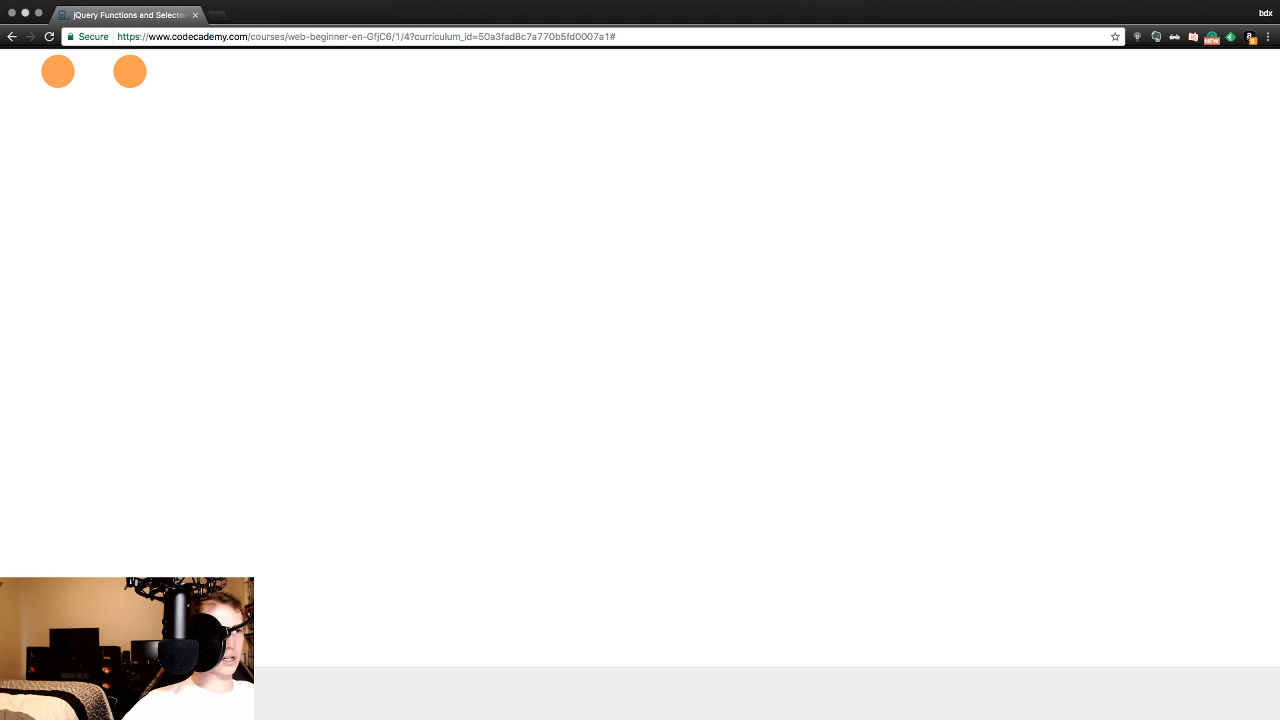 jQuery Functions and Selecto
bdx
Secure
https://www.codecademy.com/courses/web-beginner-en-GfjC6/1/4?curriculum_id=50a3fad8c7a770b5fd0007a1#
NEW